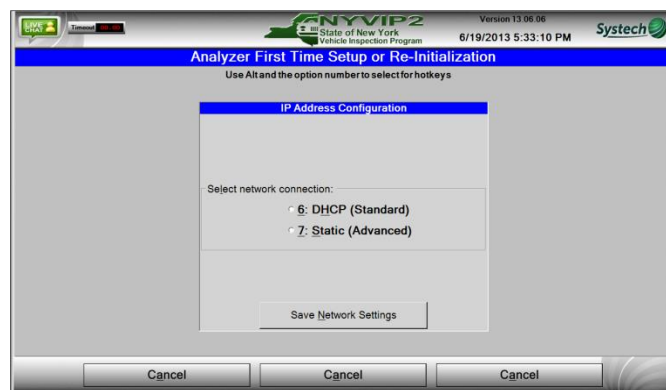 LIVE
CHAT
Timeout
NYVIP2
State of New York
Vehicle Inspection Program
Version 13.06.06
6/19/2013 5:33:10 PM
Systech
Analyzer First Time Setup or Re-Initialization
Use Alt and the option number to select for hotkeys
IP Address Configuration
Select network connection:
6: DHCP (Standard)
7: Static (Advanced)
Save Network Settings
Cancel Cancel Cancel